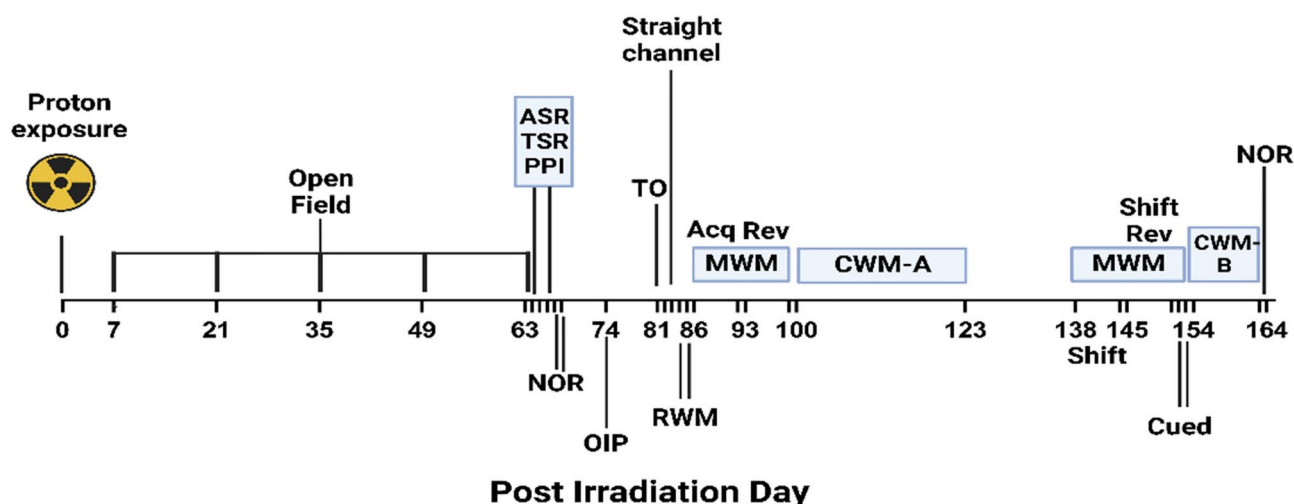 Straight
channel
Proton
exposure
ASR
TSR
PPI
Open
Field
TO
NOR
Acq Rev
Shift
Rev
MWM
CWM-A
MWM
CWM-
B
0 7 21 35 49 63 74 81 86 93 100 123 138 145 154 164
Shift
NOR
OIP
RWM
Cued
Post Irradiation Day